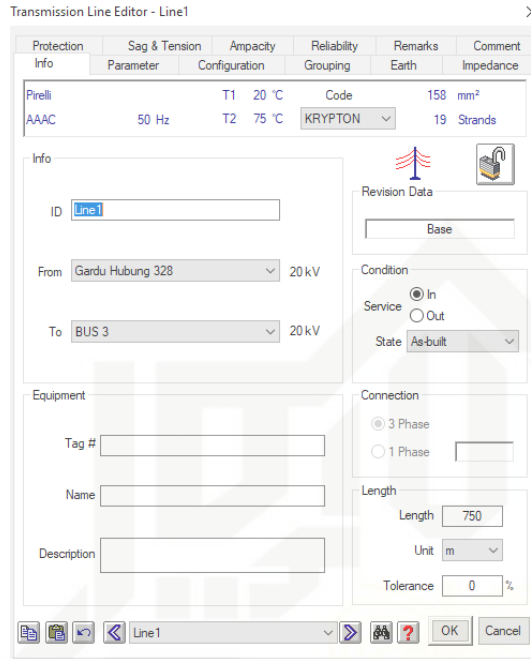 Transmission Line Editor - Line1
Protection Sag & Tension Ampacity Reliability Remarks Comment
Info Parameter Configuration Grouping Earth Impedance
Pirelli T1 20 °C Code 158 mm²
AAAC 50 Hz T2 75 °C KRYPTON 19 Strands
Info
ID Line1
From Gardu Hubung 328 20 kV
To BUS 3 20 kV
Revision Data
Base
Condition
Service In
Out
State As-built
Equipment
Tag #
Name
Description
Connection
3 Phase
1 Phase
Length
Length 750
Unit m
Tolerance 0 %
Line1 ? OK Cancel